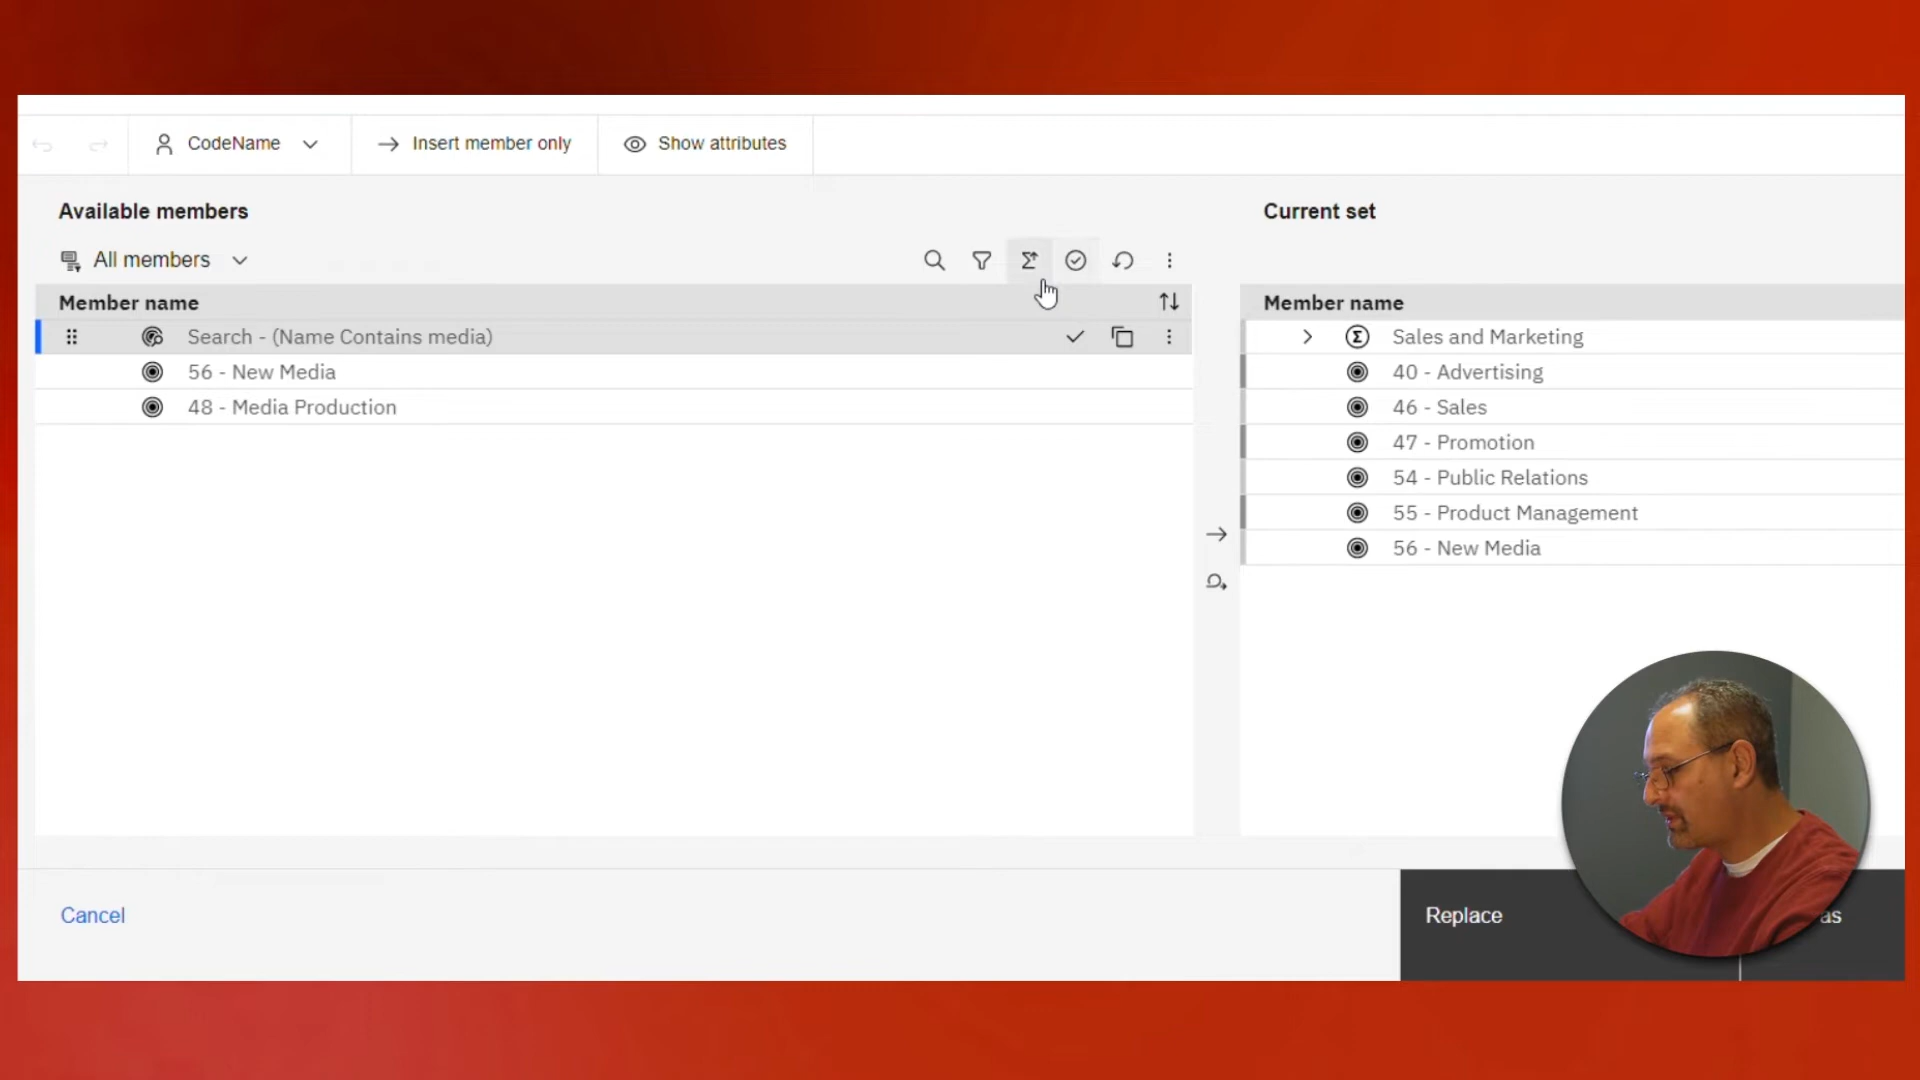 CodeName
Insert member only
Show attributes
Available members
Current set
All members
Member name
Member name
Search - (Name Contains media)
Sales and Marketing
56 - New Media
40 - Advertising
48 - Media Production
46 - Sales
47 - Promotion
54 - Public Relations
55 - Product Management
56 - New Media
Cancel
Replace
as